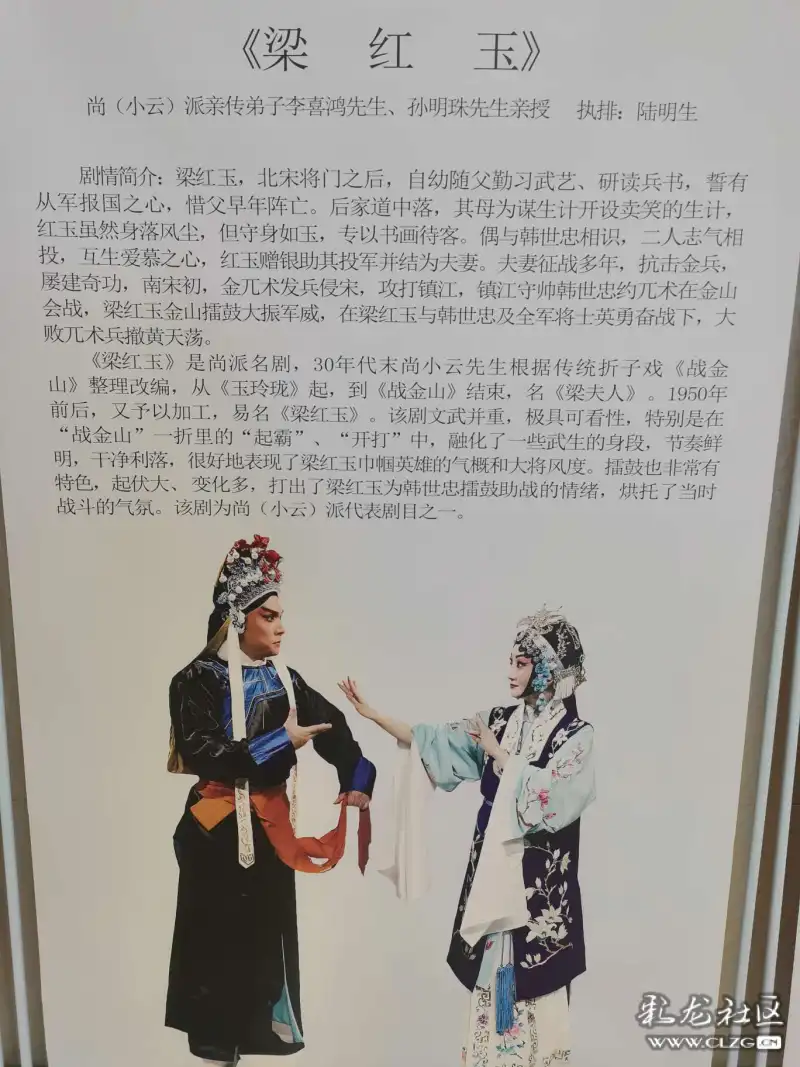 《梁 红 玉》
尚（小云）派亲传弟子李喜鸿先生、孙明珠先生亲授 执排：陆明生
剧情简介：梁红玉，北宋将门之后，自幼随父勤习武艺、研读兵书，誓有
从军报国之心，惜父早年阵亡。后家道中落，其母为谋生计开设卖笑的生计，
红玉虽然身落风尘，但守身如玉，专以书画待客。偶与韩世忠相识，二人志气相
投，互生爱慕之心，红玉赠银助其投军并结为夫妻。夫妻征战多年，抗击金兵，
屡建奇功，南宋初，金兀术发兵侵宋，攻打镇江，镇江守帅韩世忠约兀术在金山
会战，梁红玉金山擂鼓大振军威，在梁红玉与韩世忠及全军将士英勇奋战下，大
败兀术兵撤黄天荡。
《梁红玉》是尚派名剧，30年代末尚小云先生根据传统折子戏《战金
山》整理改编，从《玉玲珑》起，到《战金山》结束，名《梁夫人》。1950年
前后，又予以加工，易名《梁红玉》。该剧文武并重，极具可看性，特别是在
“战金山”一折里的“起霸”、“开打”中，融化了一些武生的身段，节奏鲜
明，干净利落，很好地表现了梁红玉巾帼英雄的气概和大将风度。擂鼓也非常有
特色，起伏大、变化多，打出了梁红玉为韩世忠擂鼓助战的情绪，烘托了当时
战斗的气氛。该剧为尚（小云）派代表剧目之一。
彩龙社区
WWW.CLZG.CN